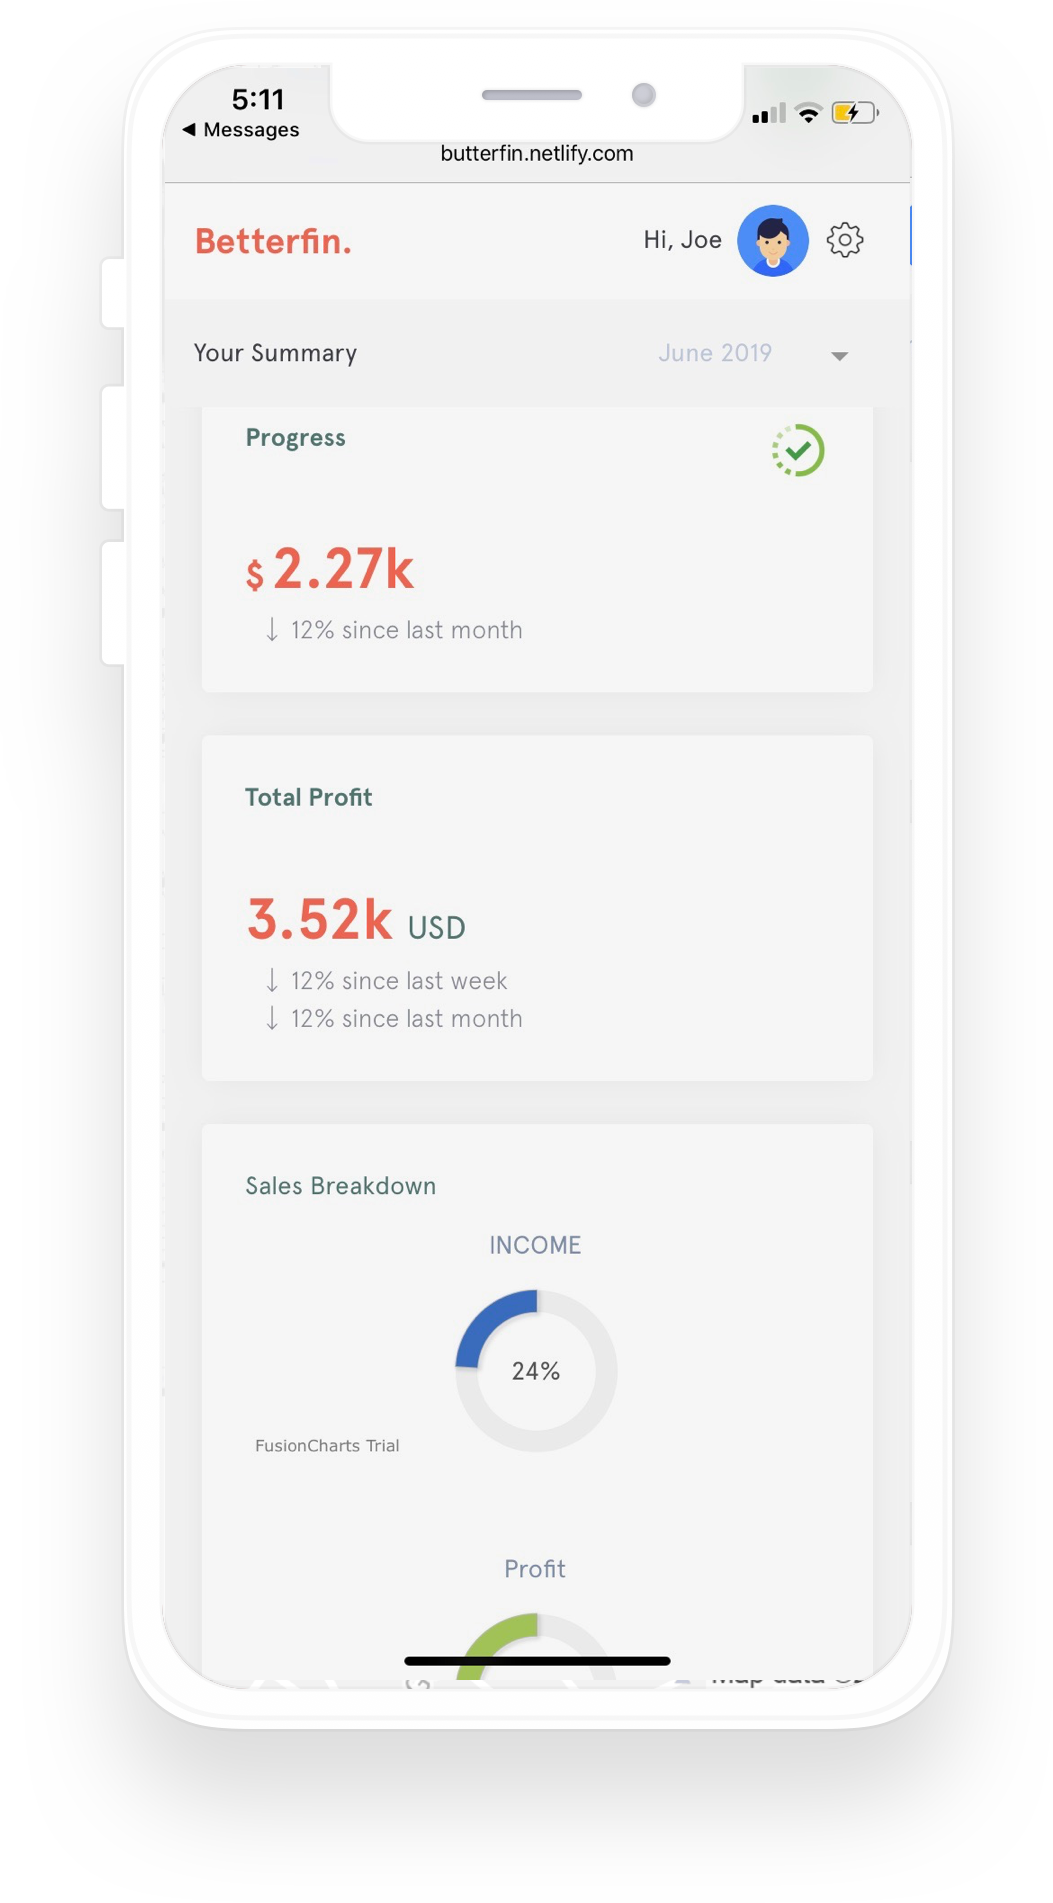 5:11
◀ Messages
butterfin.netlify.com
Betterfin.
Hi, Joe
Your Summary
June 2019
Progress
$ 2.27k
↓ 12% since last month
Total Profit
3.52k USD
↓ 12% since last week
↓ 12% since last month
Sales Breakdown
INCOME
24%
FusionCharts Trial
Profit
Map data